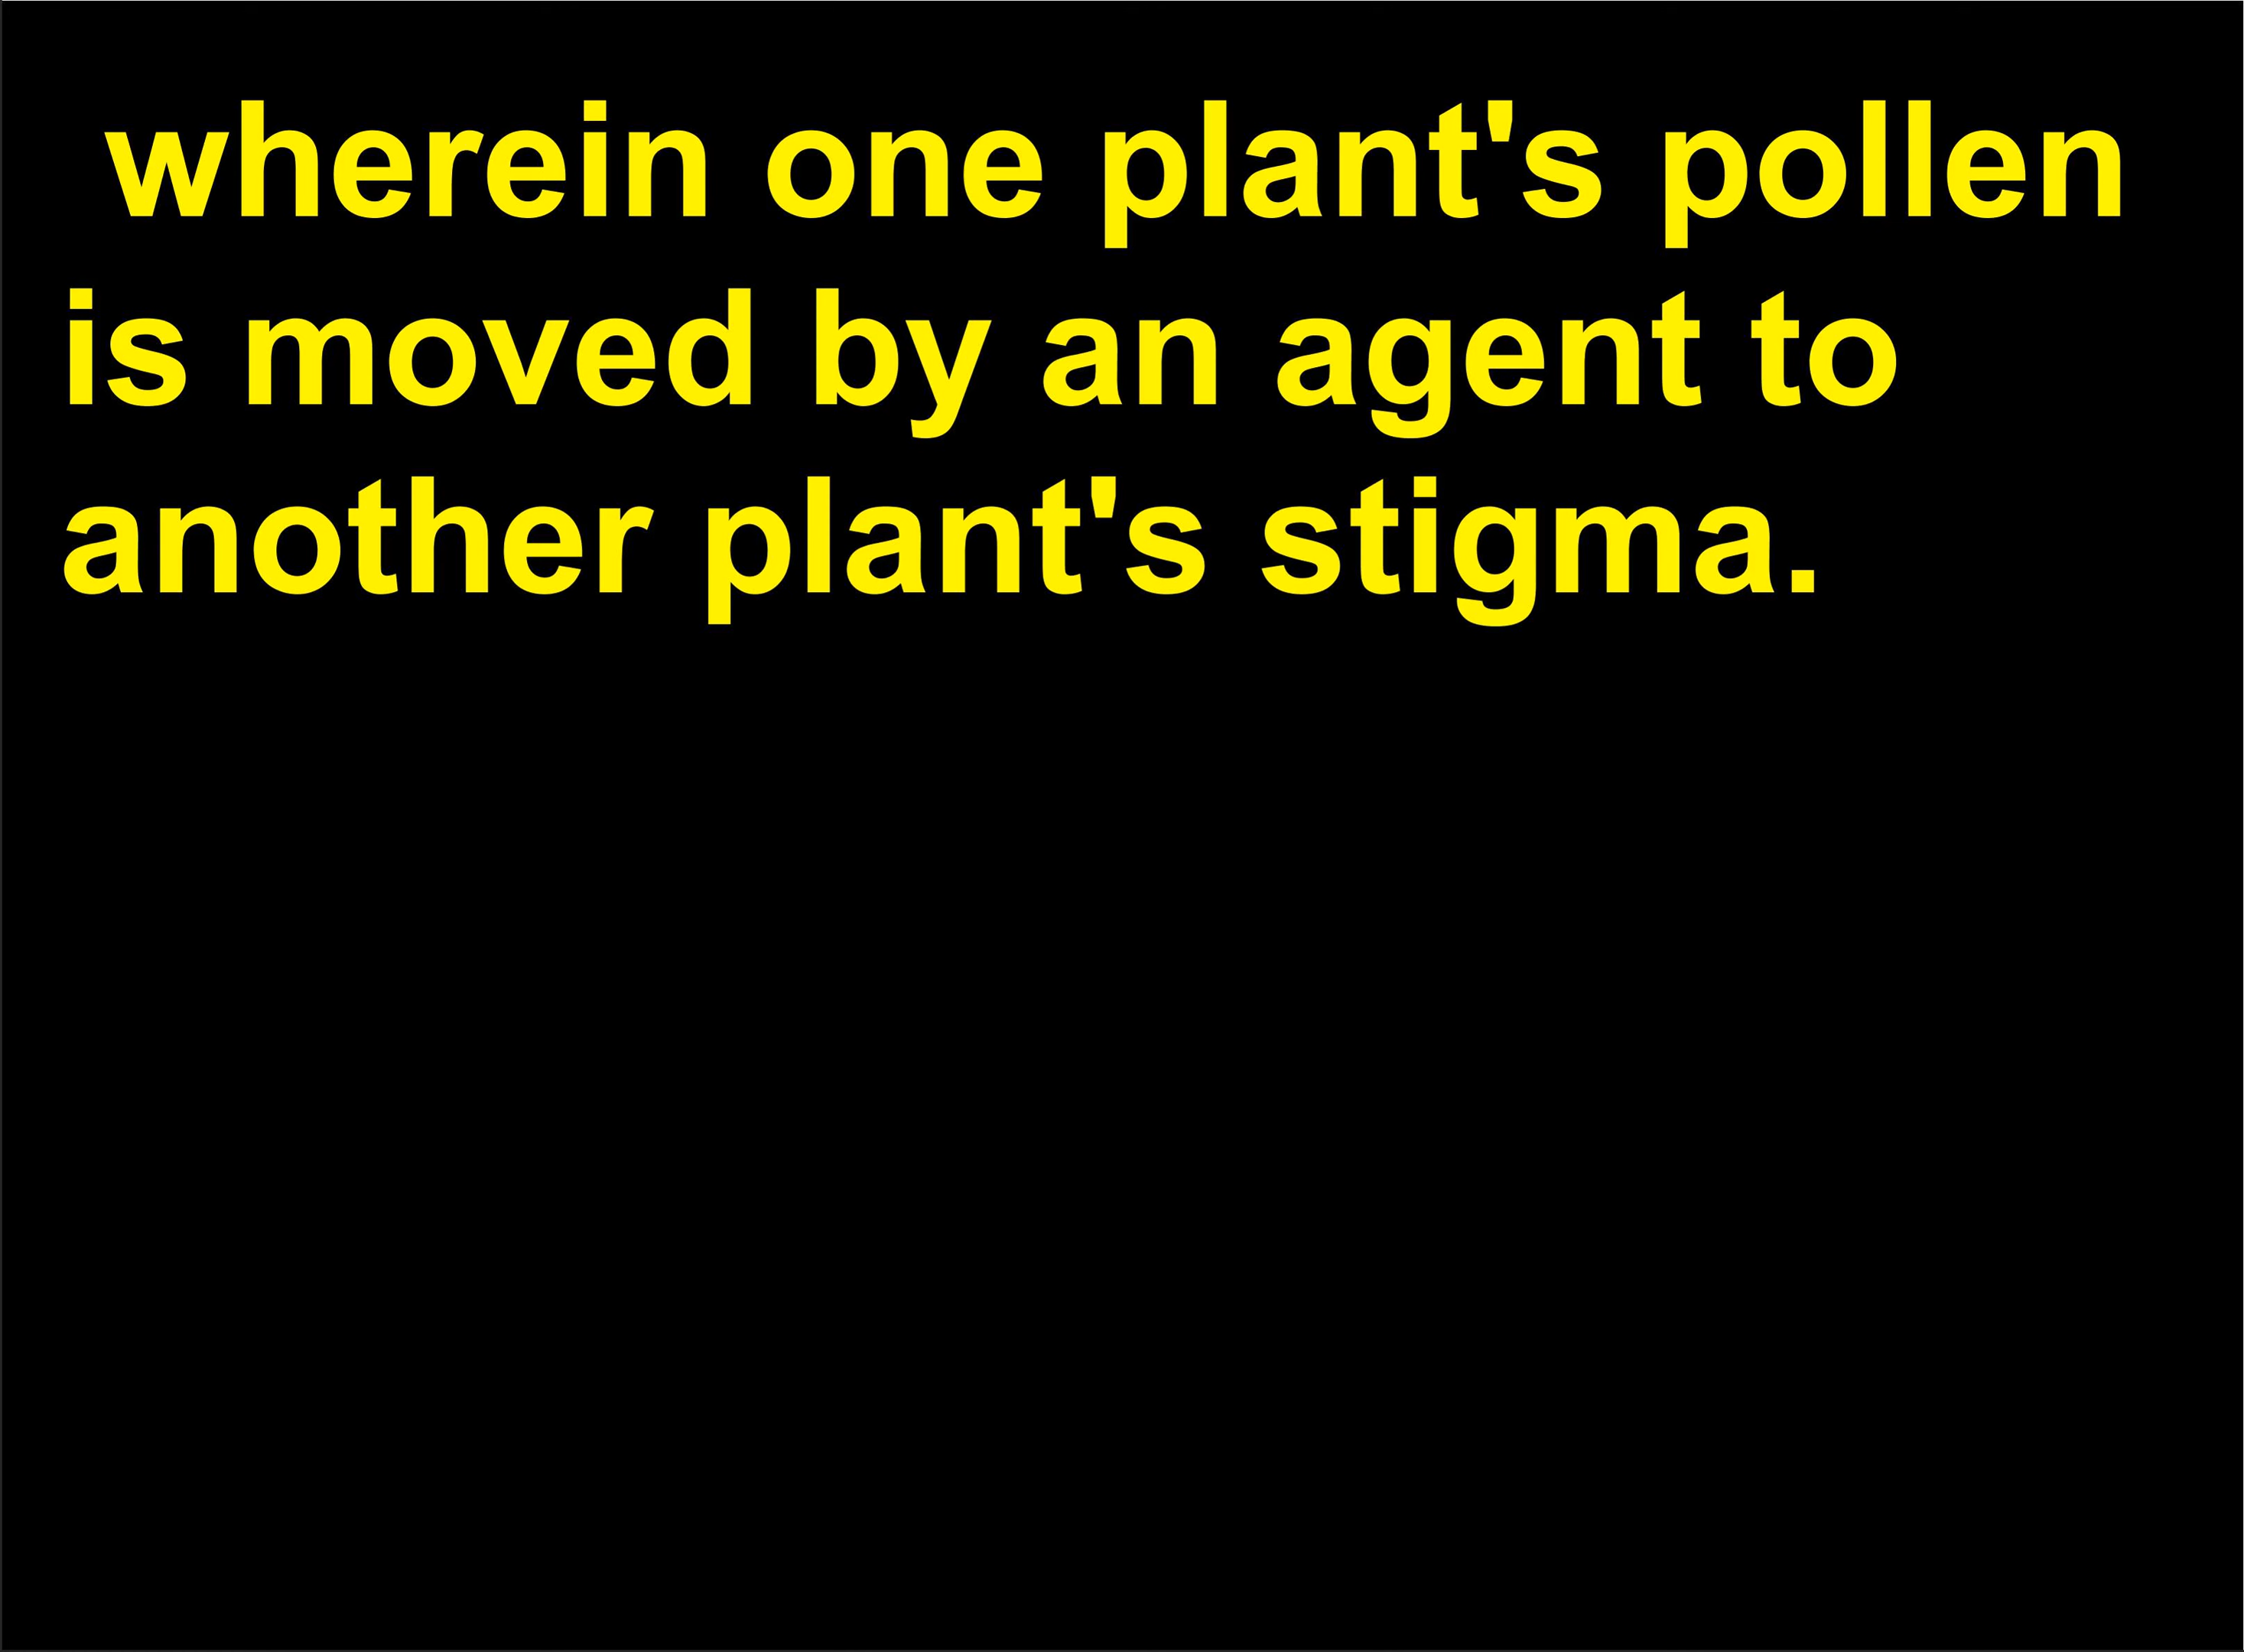 wherein one plant's pollen
is moved by an agent to
another plant's stigma.